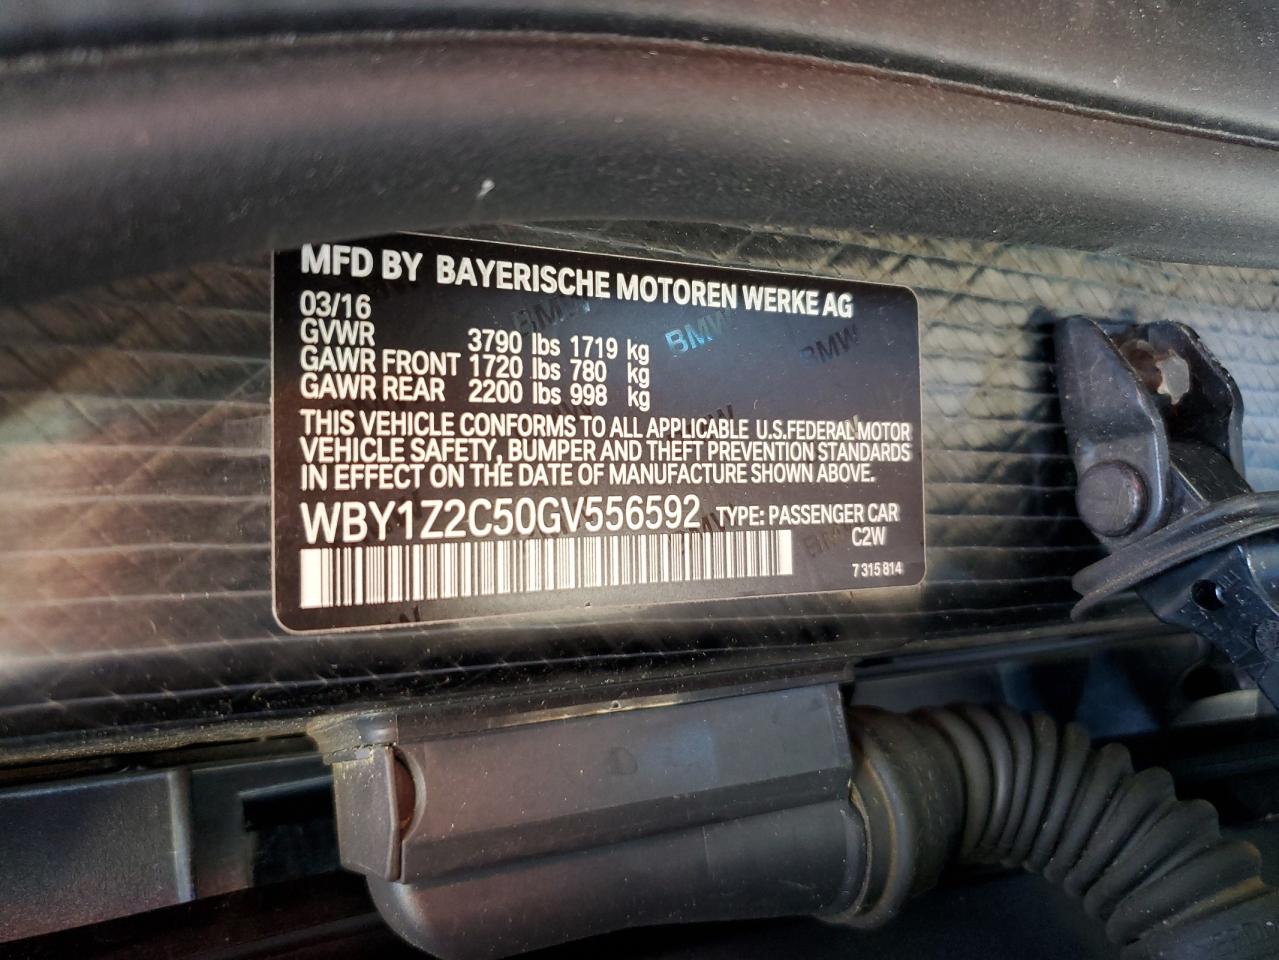 MFD BY BAYERISCHE MOTOREN WERKE AG
03/16
GVWR 3790 lbs 1719 kg
GAWR FRONT 1720 lbs 780 kg
GAWR REAR 2200 lbs 998 kg
THIS VEHICLE CONFORMS TO ALL APPLICABLE U.S.FEDERAL MOTOR
VEHICLE SAFETY, BUMPER AND THEFT PREVENTION STANDARDS
IN EFFECT ON THE DATE OF MANUFACTURE SHOWN ABOVE.
WBY1Z2C50GV556592 TYPE: PASSENGER CAR
C2W
7 315 814
BMW
BMW
BMW